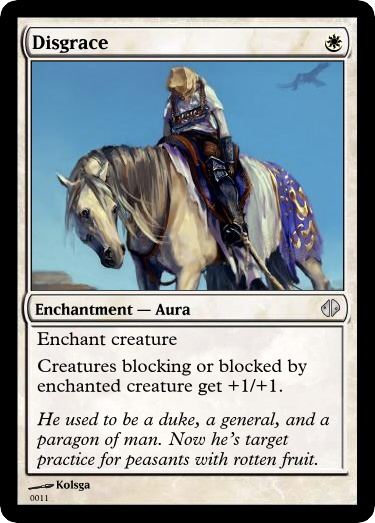 Disgrace
Enchantment — Aura
Enchant creature
Creatures blocking or blocked by
enchanted creature get +1/+1.
He used to be a duke, a general, and a
paragon of man. Now he's target
practice for peasants with rotten fruit.
Kolsga
0011